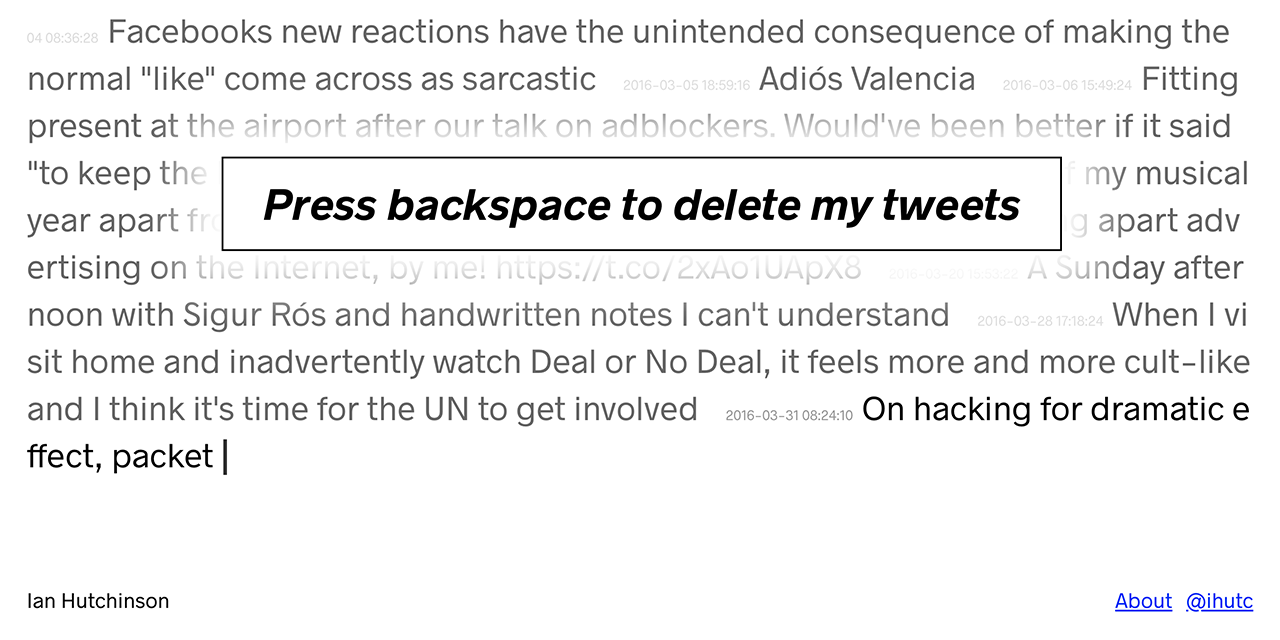 04 08:36:28 Facebooks new reactions have the unintended consequence of making the
normal "like" come across as sarcastic 2016-03-05 18:59:16 Adiós Valencia 2016-03-06 15:49:24 Fitting
present at the airport after our talk on adblockers. Would've been better if it said
"to keep the my musical
Press backspace to delete my tweets
year apart apart adv
ertising on the Internet, by me! https://t.co/2xAo1UApX8 2016-03-20 15:53:22 A Sunday after
noon with Sigur Rós and handwritten notes I can't understand 2016-03-28 17:18:24 When I vi
sit home and inadvertently watch Deal or No Deal, it feels more and more cult-like
and I think it's time for the UN to get involved 2016-03-31 08:24:10 On hacking for dramatic e
ffect, packet
Ian Hutchinson About @ihutc